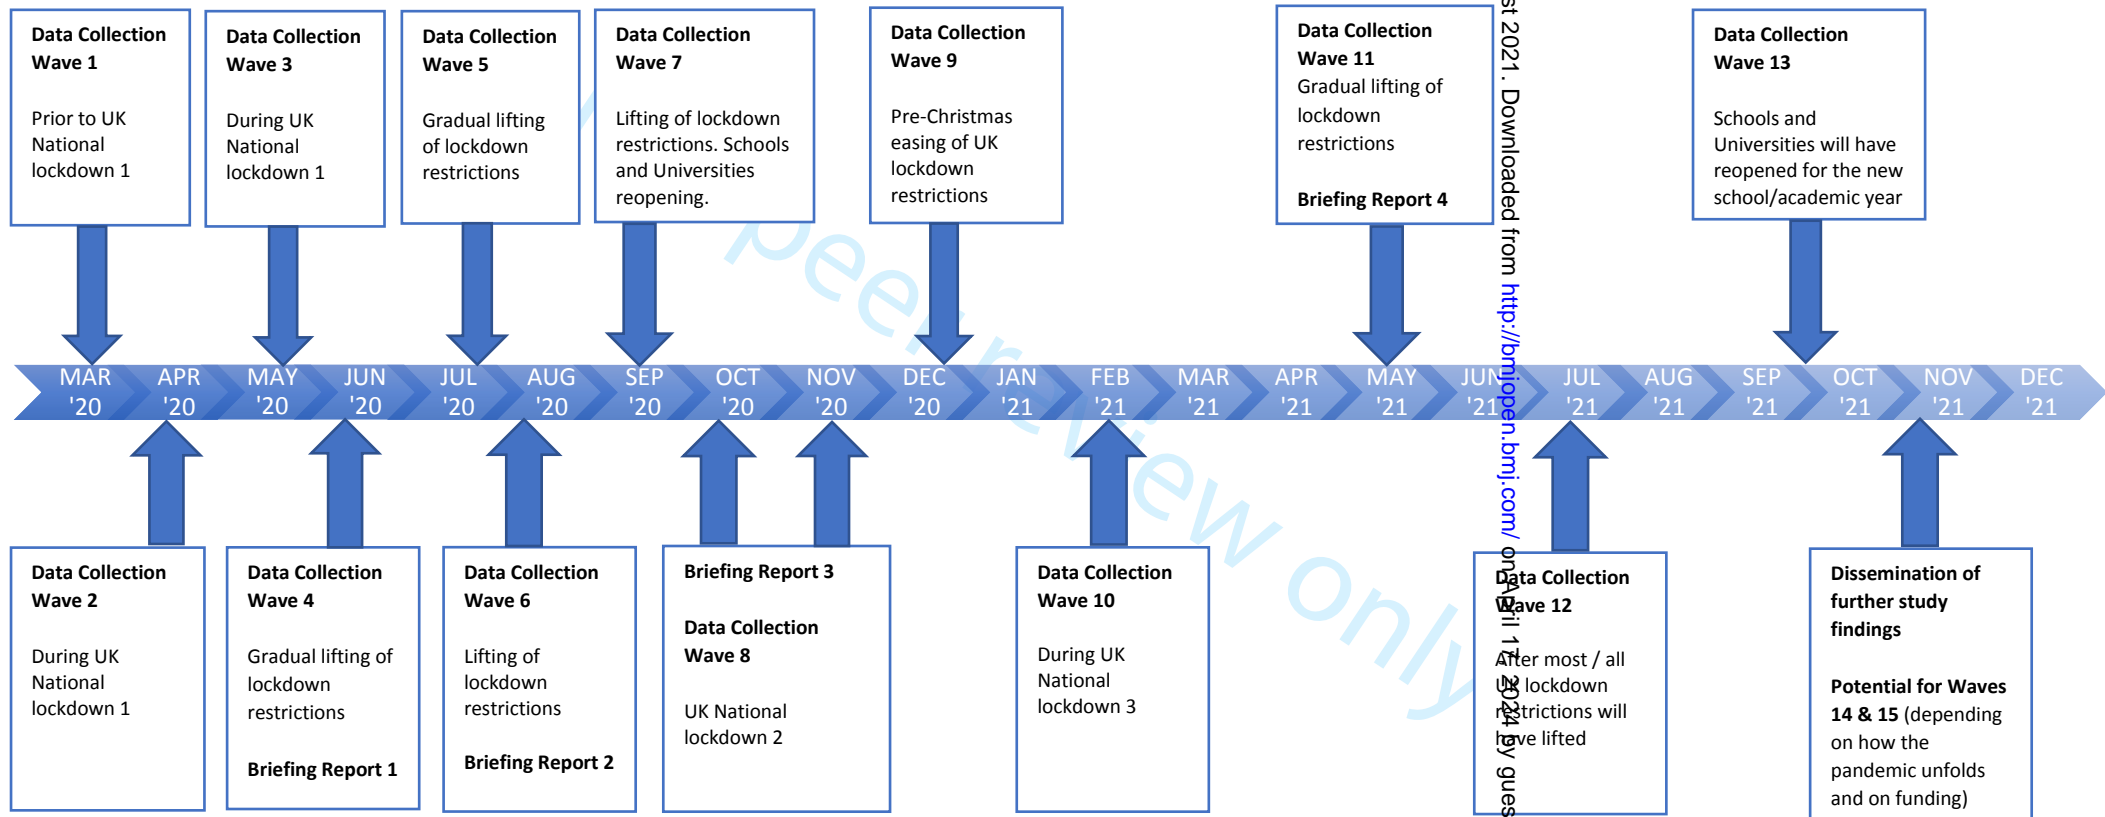 Data Collection
Wave 1
Prior to UK
National
lockdown 1
Data Collection
Wave 3
During UK
National
lockdown 1
Data Collection
Wave 5
Gradual lifting
of lockdown
restrictions
Data Collection
Wave 7
Lifting of lockdown
restrictions. Schools
and Universities
reopening.
Data Collection
Wave 9
Pre-Christmas
easing of UK
lockdown
restrictions
Data Collection
Wave 11
Gradual lifting of
lockdown
restrictions
Briefing Report 4
Data Collection
Wave 13
Schools and
Universities will have
reopened for the new
school/academic year
MAR '20
APR '20
MAY '20
JUN '20
JUL '20
AUG '20
SEP '20
OCT '20
NOV '20
DEC '20
JAN '21
FEB '21
MAR '21
APR '21
MAY '21
JUN '21
JUL '21
AUG '21
SEP '21
OCT '21
NOV '21
DEC '21
Data Collection
Wave 2
During UK
National
lockdown 1
Data Collection
Wave 4
Gradual lifting of
lockdown
restrictions
Briefing Report 1
Data Collection
Wave 6
Lifting of
lockdown
restrictions
Briefing Report 2
Briefing Report 3
Data Collection
Wave 8
UK National
lockdown 2
Data Collection
Wave 10
During UK
National
lockdown 3
Data Collection
Wave 12
After most / all
UK lockdown
restrictions will
have lifted
Dissemination of
further study
findings
Potential for Waves
14 & 15 (depending
on how the
pandemic unfolds
and on funding)
peer review only
2021. Downloaded from http://bmjopen.bmj.com/ on April 17, 2024 by